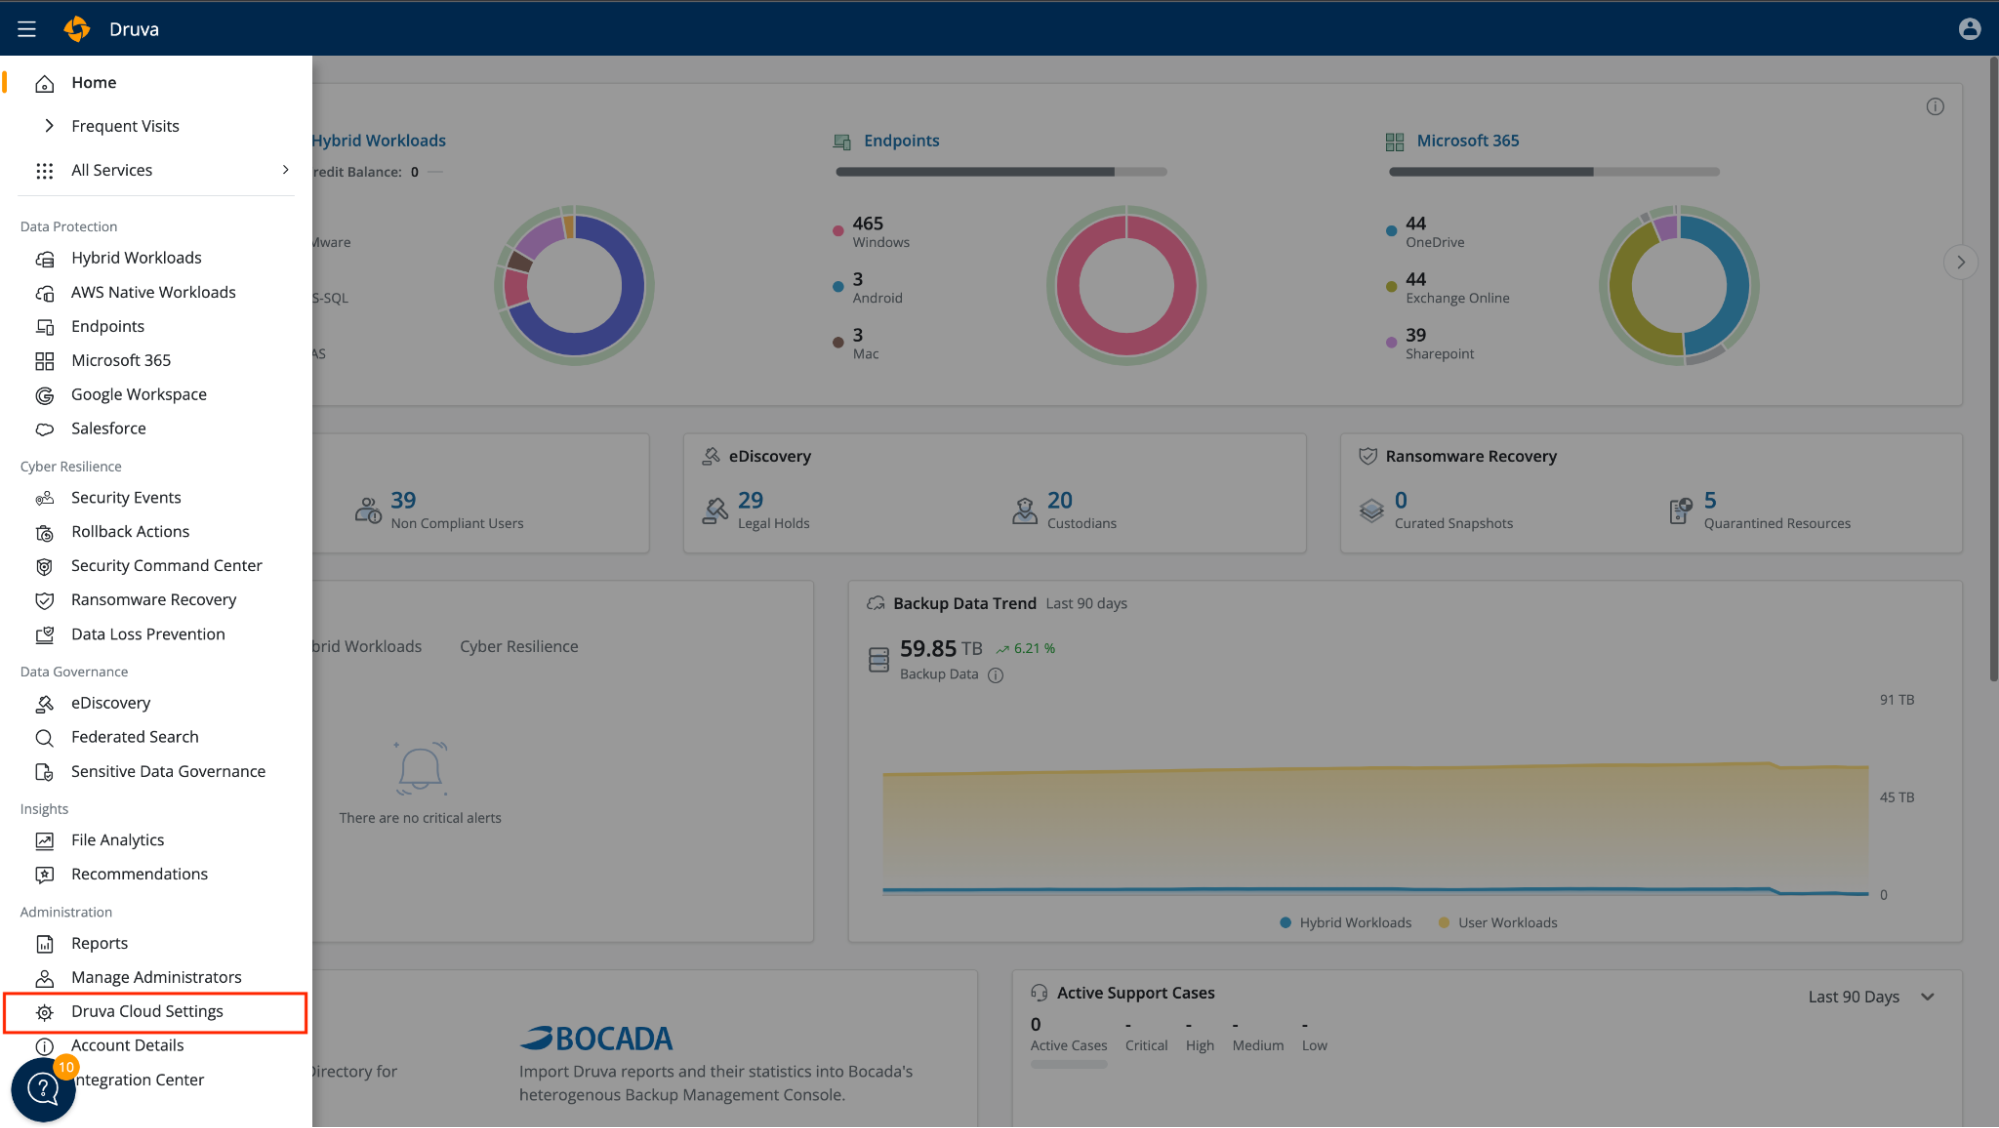 Druva
Home
Frequent Visits
All Services
Data Protection
Hybrid Workloads
AWS Native Workloads
Endpoints
Microsoft 365
Google Workspace
Salesforce
Cyber Resilience
Security Events
Rollback Actions
Security Command Center
Ransomware Recovery
Data Loss Prevention
Data Governance
eDiscovery
Federated Search
Sensitive Data Governance
Insights
File Analytics
Recommendations
Administration
Reports
Manage Administrators
Druva Cloud Settings
Account Details
ntegration Center
10
Hybrid Workloads
redit Balance: 0
Mware
S-SQL
AS
Endpoints
465
Windows
3
Android
3
Mac
Microsoft 365
44
OneDrive
44
Exchange Online
39
Sharepoint
39
Non Compliant Users
eDiscovery
29
Legal Holds
20
Custodians
Ransomware Recovery
0
Curated Snapshots
5
Quarantined Resources
brid Workloads Cyber Resilience
There are no critical alerts
Backup Data Trend Last 90 days
59.85 TB 6.21 %
Backup Data
91 TB
45 TB
0
Hybrid Workloads User Workloads
Directory for
BOCADA
Import Druva reports and their statistics into Bocada's
heterogenous Backup Management Console.
Active Support Cases
Last 90 Days
0 - - - -
Active Cases Critical High Medium Low